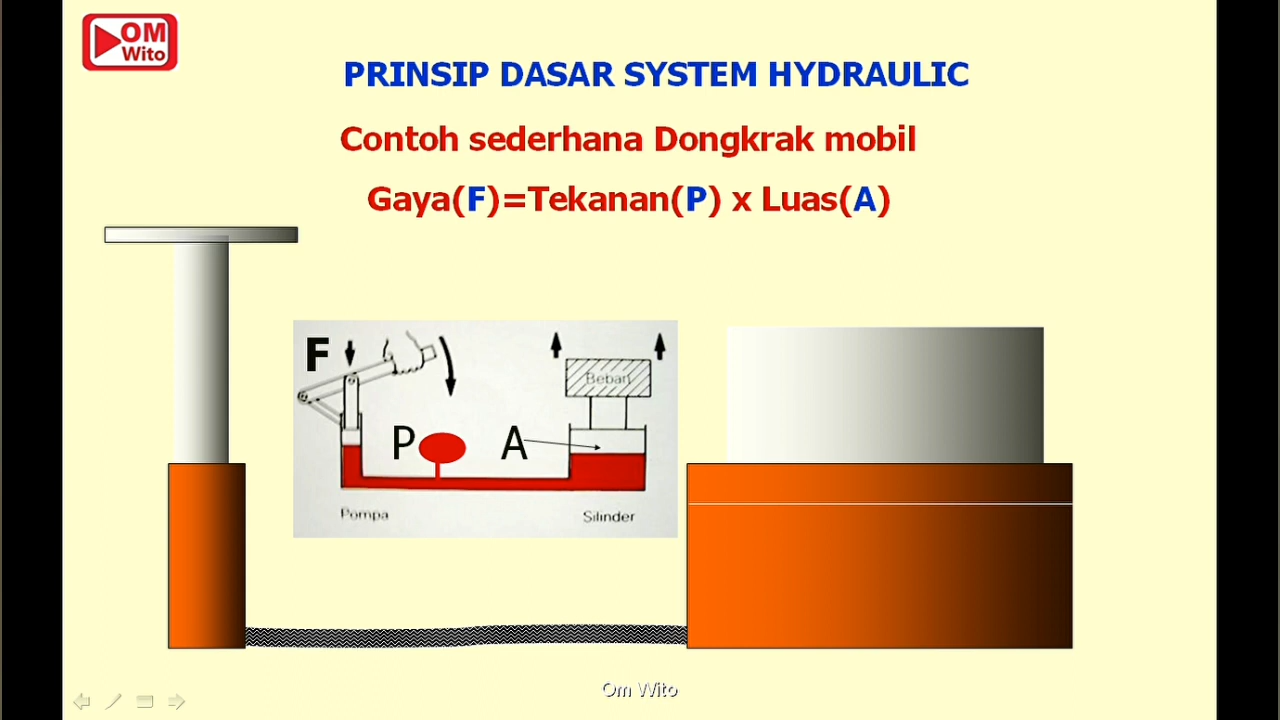 OM
Wito
PRINSIP DASAR SYSTEM HYDRAULIC
Contoh sederhana Dongkrak mobil
Gaya(F)=Tekanan(P) x Luas(A)
F
Beban
P
A
Pompa
Silinder
Om Wito